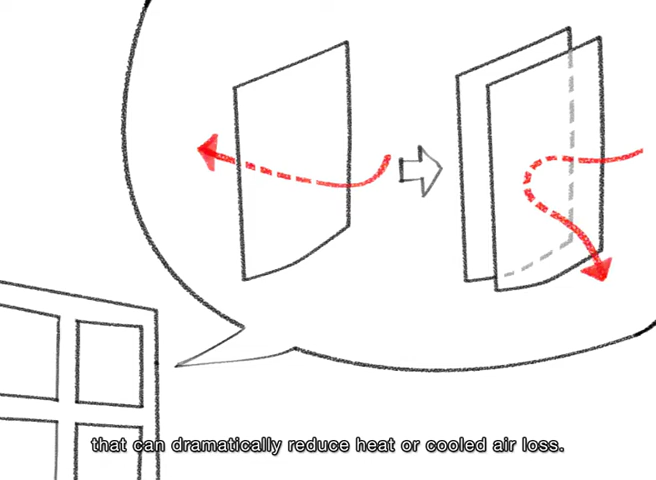 that can dramatically reduce heat or cooled air loss.